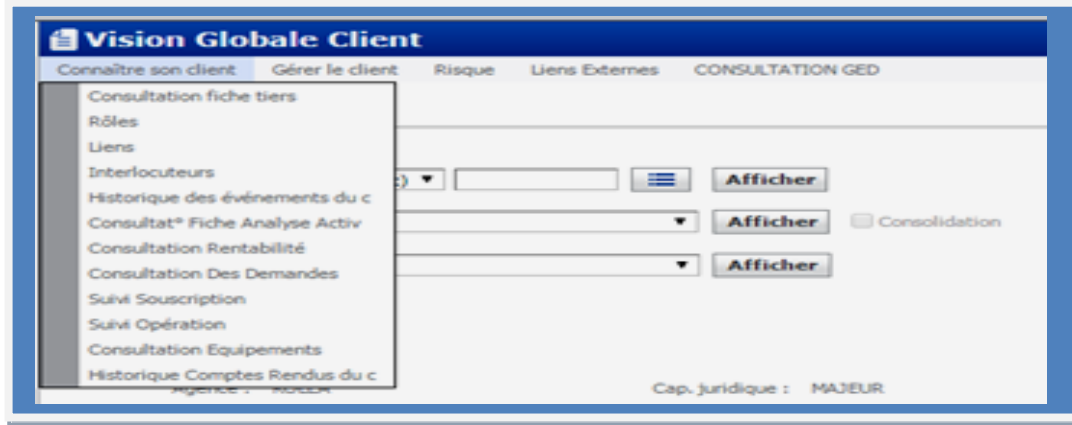 Vision Globale Client
Connaître son client Gérer le client Risque Liens Externes CONSULTATION GED
Consultation fiche tiers
Rôles
Liens
Interlocuteurs
Afficher
Historique des événements du c
Consultat° Fiche Analyse Activ
Afficher Consolidation
Consultation Rentabilité
Consultation Des Demandes
Afficher
Suivi Souscription
Suivi Opération
Consultation Equipements
Historique Comptes Rendus du c
Agence : Cap. juridique : MAJEUR